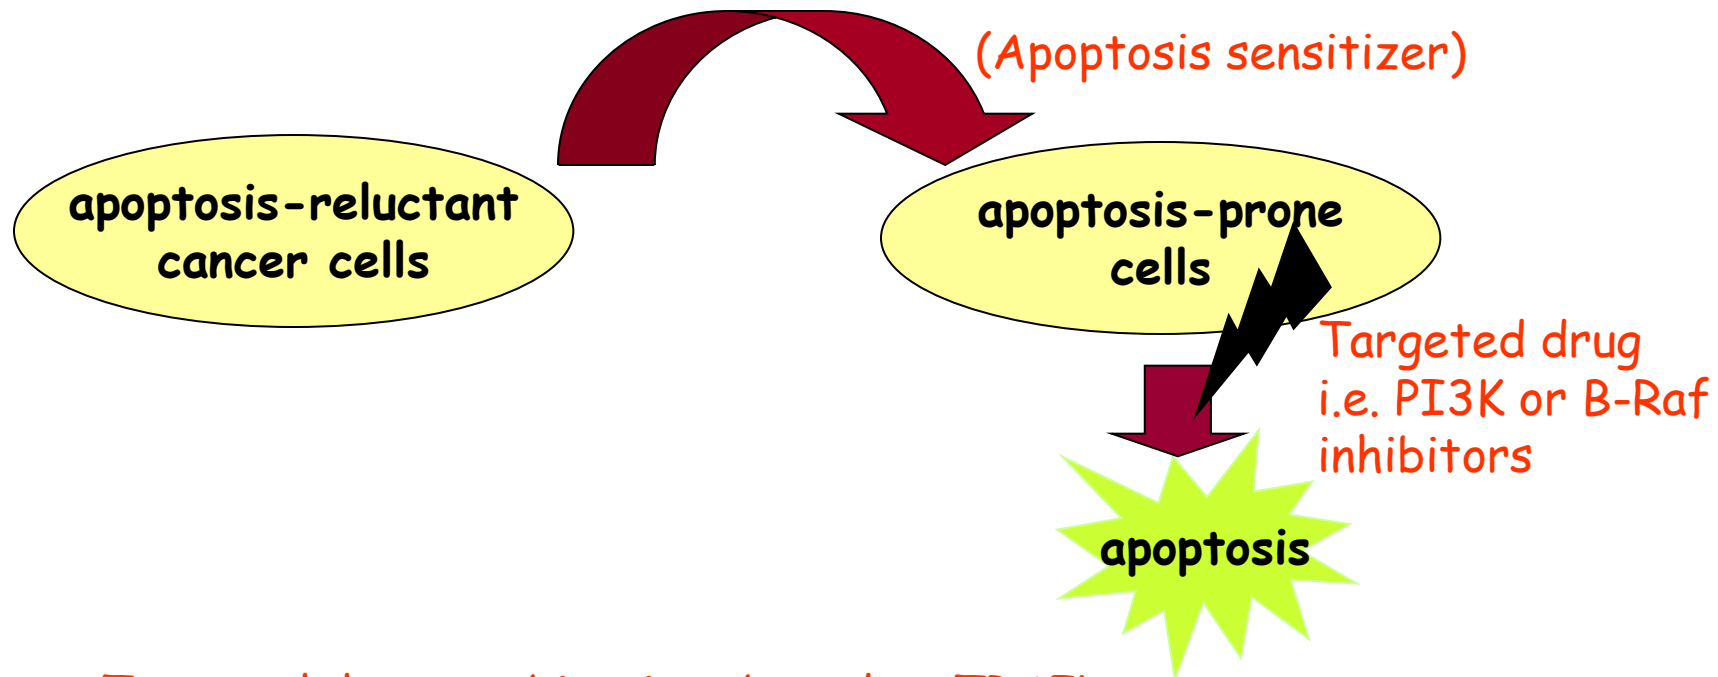 (Apoptosis sensitizer)
apoptosis-reluctant
cancer cells
apoptosis-prone
cells
Targeted drug
i.e. PI3K or B-Raf
inhibitors
apoptosis